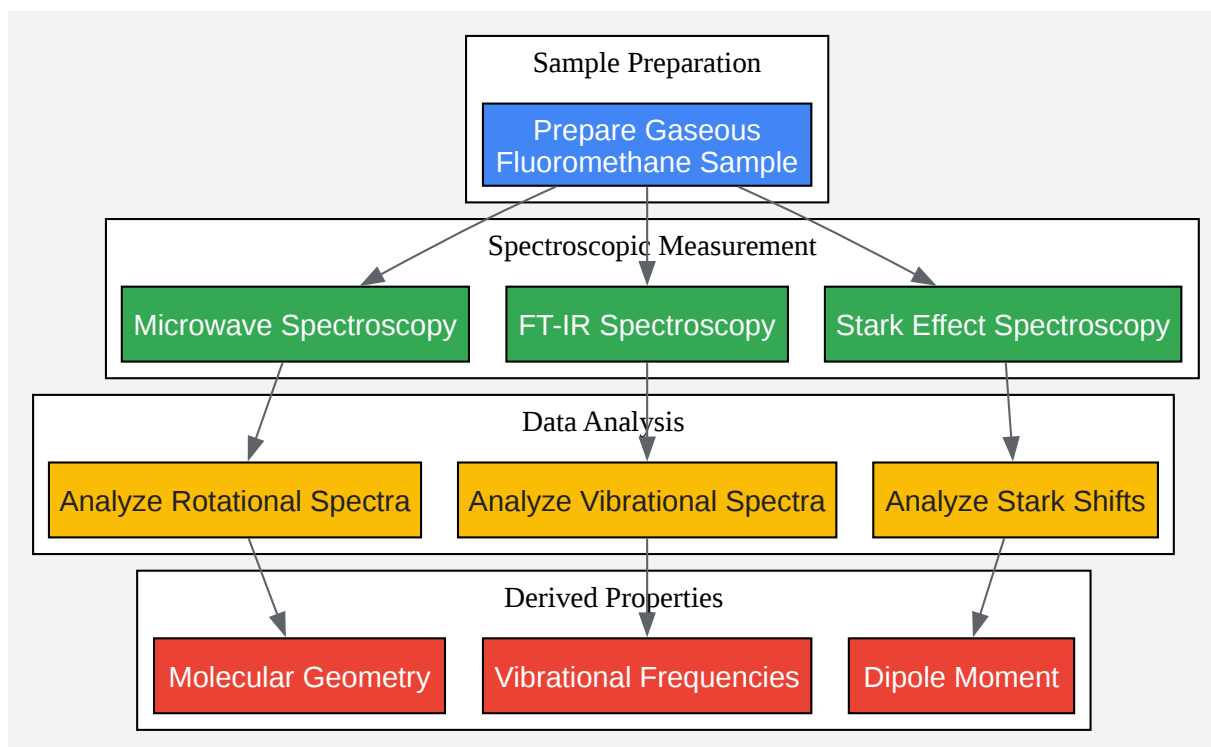 Sample Preparation
Prepare Gaseous
Fluoromethane Sample
Spectroscopic Measurement
Microwave Spectroscopy
FT-IR Spectroscopy
Stark Effect Spectroscopy
Data Analysis
Analyze Rotational Spectra
Analyze Vibrational Spectra
Analyze Stark Shifts
Derived Properties
Molecular Geometry
Vibrational Frequencies
Dipole Moment